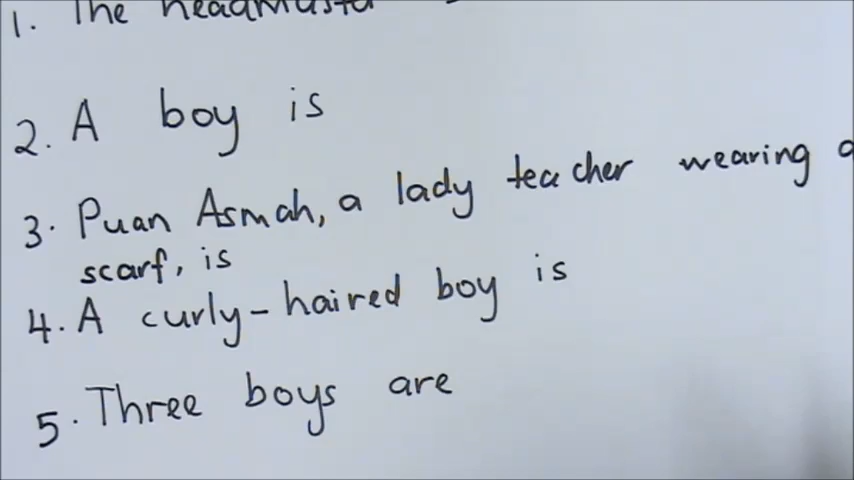 1. The headmaster
2. A boy is
3. Puan Asmah, a lady teacher wearing a
scarf, is
4. A curly-haired boy is
5. Three boys are